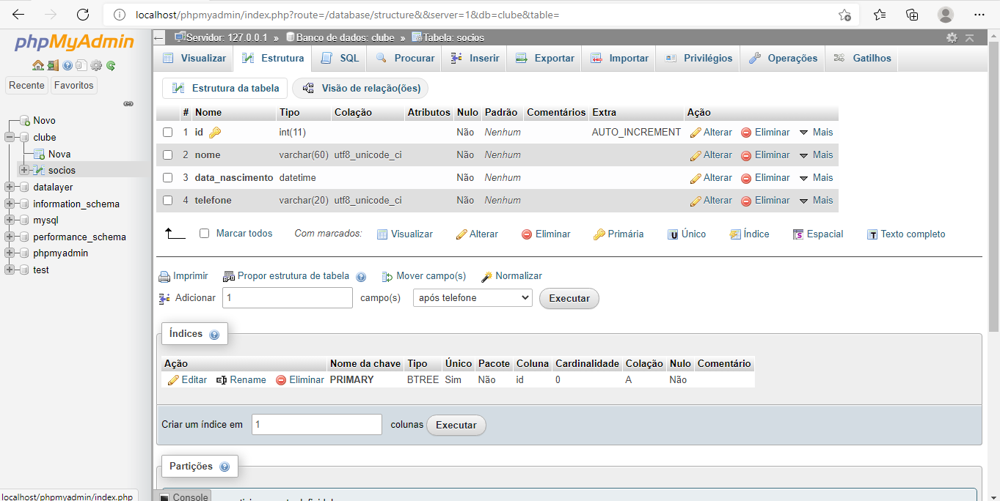 localhost/phpmyadmin/index.php?route=/database/structure&&server=1&db=clube&table=
phpMyAdmin
Recente Favoritos
Novo
clube
Nova
socios
datalayer
information_schema
mysql
performance_schema
phpmyadmin
test
localhost/phpmyadmin/index.php
Servidor: 127.0.0.1 » Banco de dados: clube » Tabela: socios
Visualizar Estrutura SQL Procurar Inserir Exportar Importar Privilégios Operações Gatilhos
Estrutura da tabela Visão de relação(ões)
# Nome Tipo Colação Atributos Nulo Padrão Comentários Extra Ação
1 id int(11) Não Nenhum AUTO_INCREMENT Alterar Eliminar Mais
2 nome varchar(60) utf8_unicode_ci Não Nenhum Alterar Eliminar Mais
3 data_nascimento datetime Não Nenhum Alterar Eliminar Mais
4 telefone varchar(20) utf8_unicode_ci Não Nenhum Alterar Eliminar Mais
Marcar todos Com marcados: Visualizar Alterar Eliminar Primária Único Índice Espacial Texto completo
Imprimir Propor estrutura de tabela Mover campo(s) Normalizar
Adicionar 1 campo(s) após telefone Executar
Índices
Ação Nome da chave Tipo Único Pacote Coluna Cardinalidade Colação Nulo Comentário
Editar Rename Eliminar PRIMARY BTREE Sim Não id 0 A Não
Criar um índice em 1 colunas Executar
Partições
Console